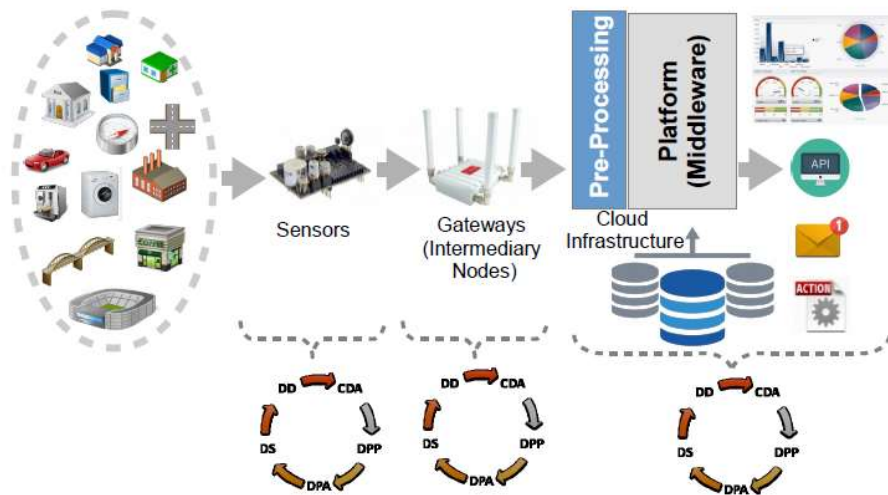 Pre-Processing
Platform
(Middleware)
API
Sensors
Gateways
(Intermediary
Nodes)
Cloud
Infrastructure
1
ACTION
DD
CDA
DPP
DPA
DS
DD
CDA
DPP
DPA
DS
DD
CDA
DPP
DPA
DS